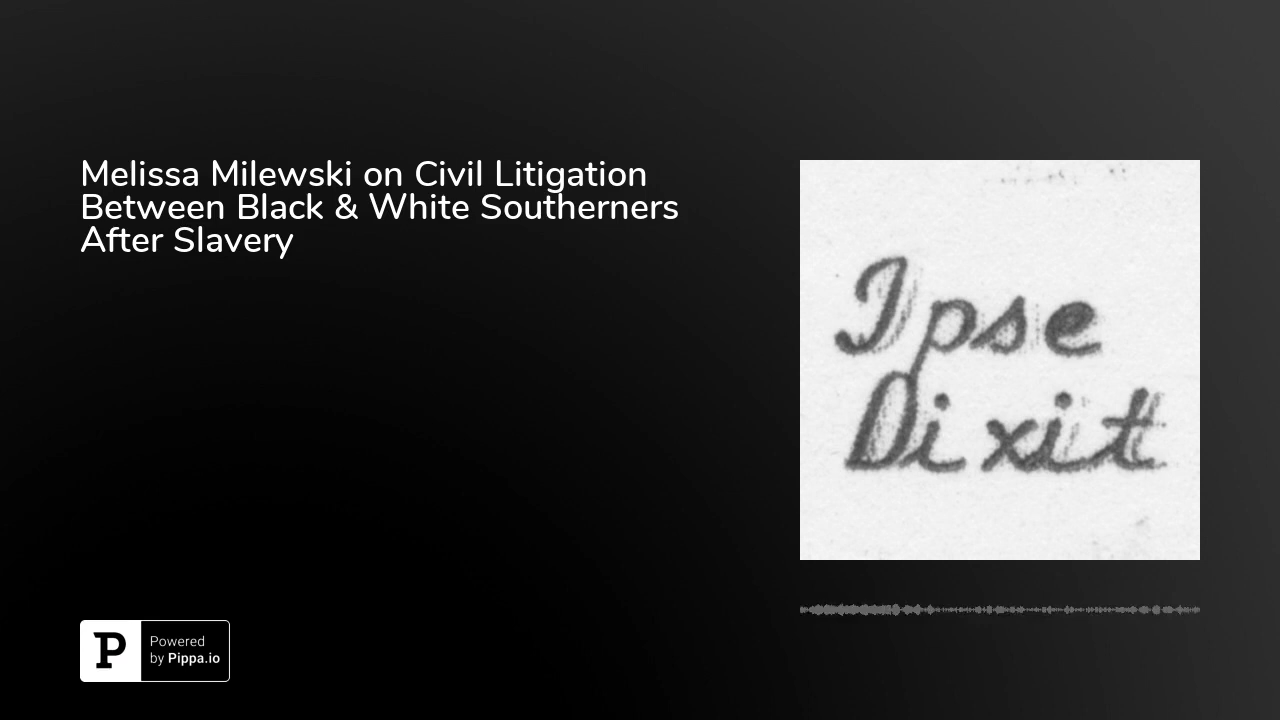 Melissa Milewski on Civil Litigation
Between Black & White Southerners
After Slavery
Ipse
Dixit
P
Powered
by Pippa.io